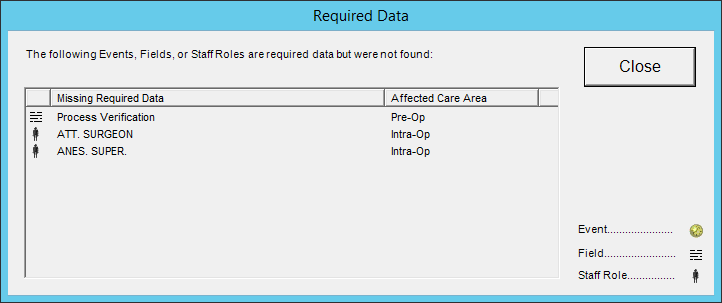 Required Data
The following Events, Fields, or Staff Roles are required data but were not found:
Close
Missing Required Data Affected Care Area
Process Verification Pre-Op
ATT. SURGEON Intra-Op
ANES. SUPER. Intra-Op
Event......................
Field........................
Staff Role................